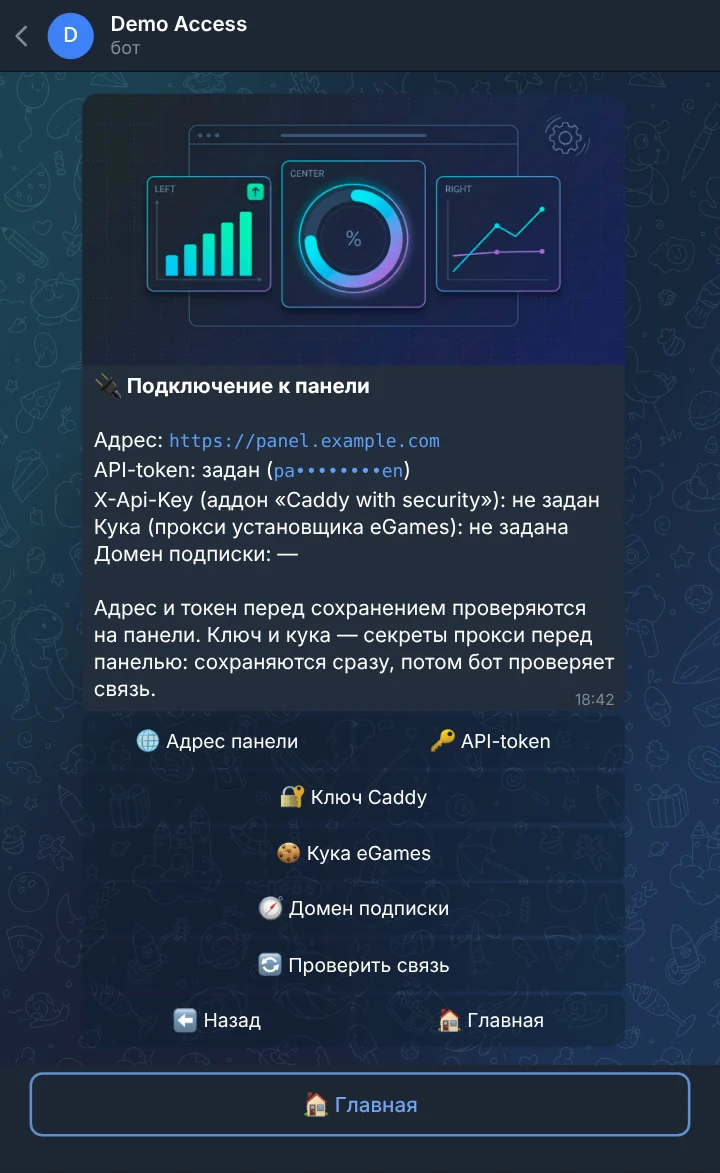 D
Demo Access
бот
LEFT
CENTER
RIGHT
%
Подключение к панели
Адрес: https://panel.example.com
API-token: задан (pa••••••••en)
X-Api-Key (аддон «Caddy with security»): не задан
Кука (прокси установщика eGames): не задана
Домен подписки: —
Адрес и токен перед сохранением проверяются
на панели. Ключ и кука — секреты прокси перед
панелью: сохраняются сразу, потом бот проверяет
связь.
18:42
Адрес панели
API-token
Ключ Caddy
Кука eGames
Домен подписки
Проверить связь
Назад
Главная
Главная